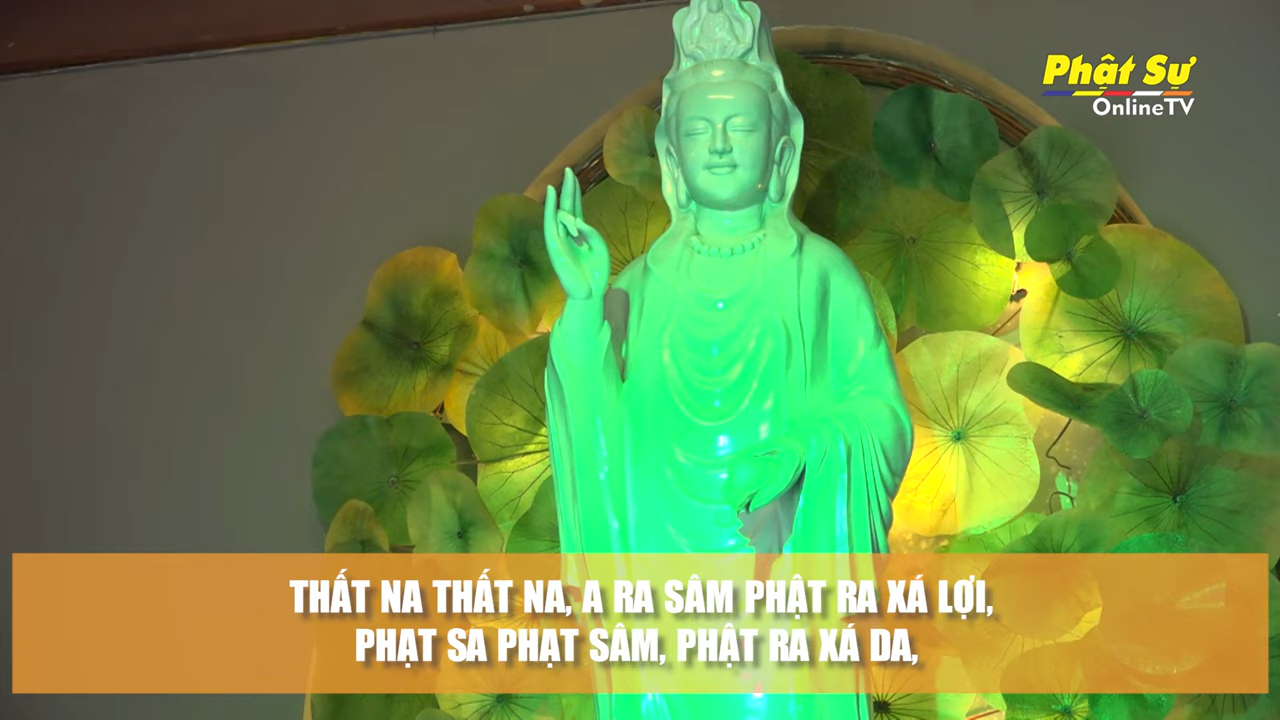 Phật Sự
OnlineTV
THẤT NA THẤT NA, A RA SÂM PHẬT RA XÁ LỢI,
PHẠT SA PHẠT SÂM, PHẬT RA XÁ DA,